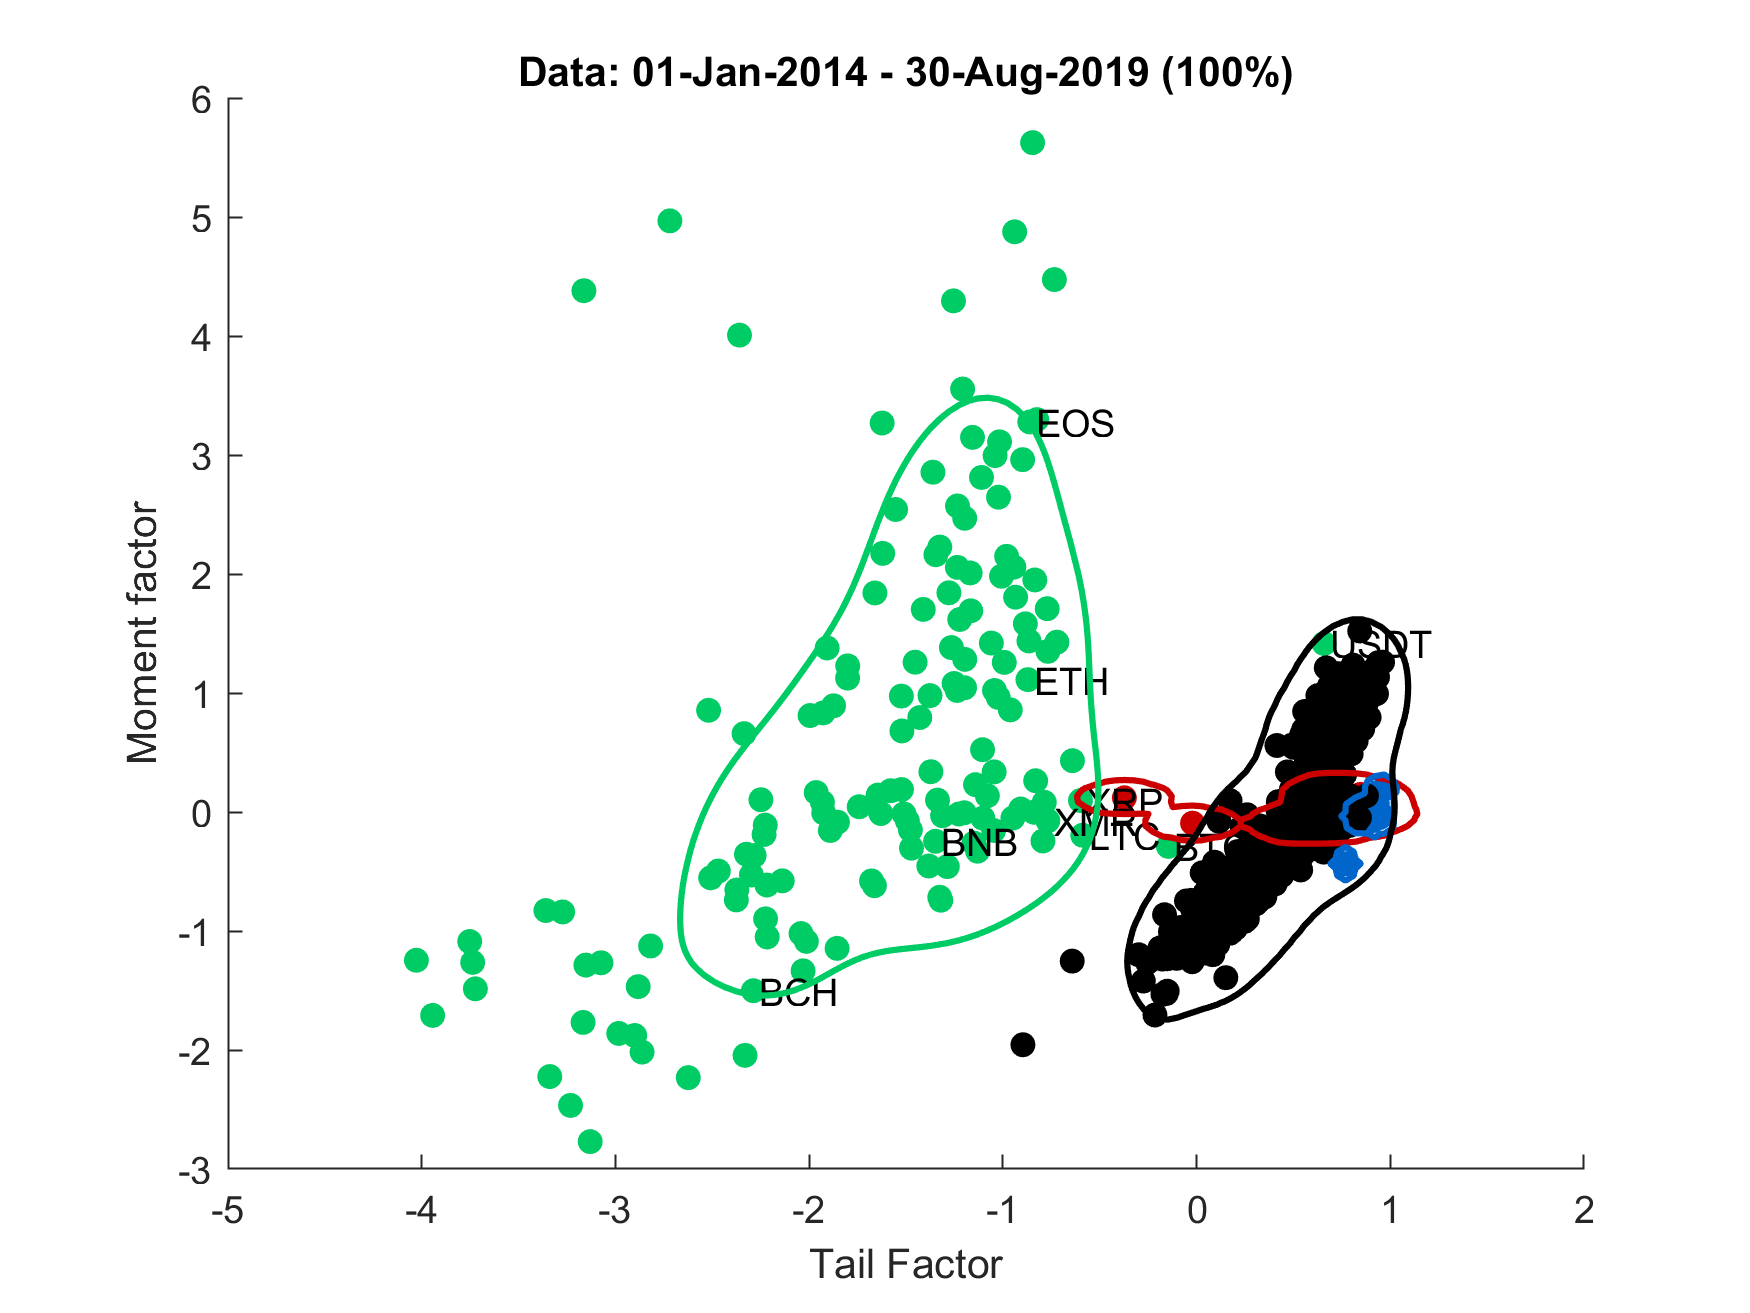 Data: 01-Jan-2014 - 30-Aug-2019 (100%)
6
5
4
3
2
1
0
-1
-2
-3
Moment factor
EOS
USDT
ETH
XRP
XMR
LTC
BNB
BCH
-5
-4
-3
-2
-1
0
1
2
Tail Factor